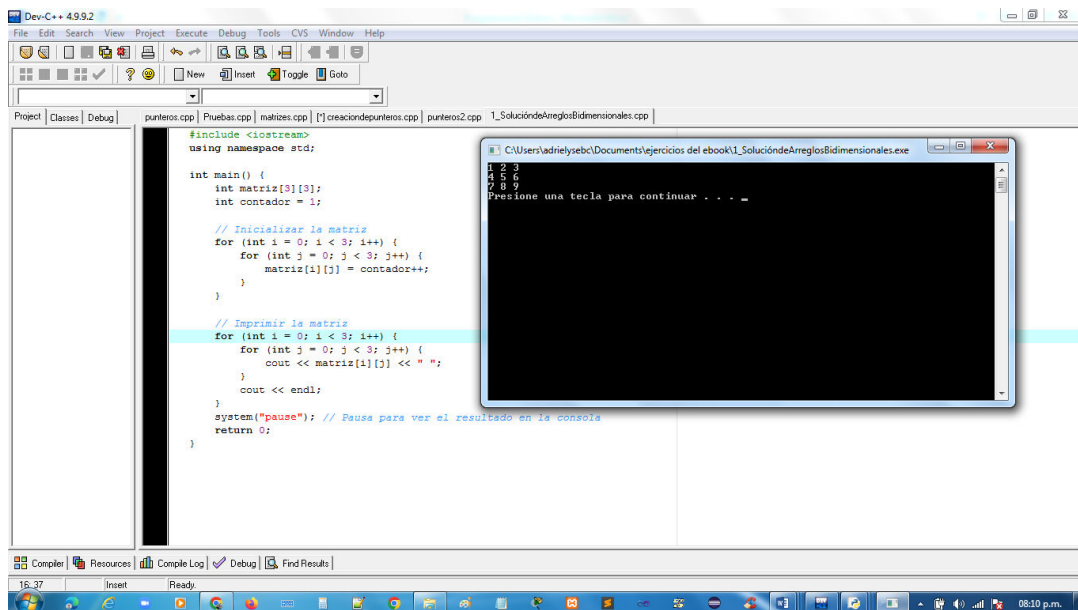 Dev-C++ 4.9.9.2
File Edit Search View Project Execute Debug Tools CVS Window Help
New Insert Toggle Goto
Project Classes Debug punteros.cpp Pruebas.cpp matrizes.cpp [*] creaciondepunteros.cpp punteros2.cpp 1_SolucióndeArreglosBidimensionales.cpp
#include <iostream>
using namespace std;
int main() {
int matriz[3][3];
int contador = 1;
// Inicializar la matriz
for (int i = 0; i < 3; i++) {
for (int j = 0; j < 3; j++) {
matriz[i][j] = contador++;
}
}
// Imprimir la matriz
for (int i = 0; i < 3; i++) {
for (int j = 0; j < 3; j++) {
cout << matriz[i][j] << " ";
}
cout << endl;
}
system("pause"); // Pausa para ver el resultado en la consola
return 0;
}
C:\Users\adrielysebc\Documents\ejercicios del ebook\1_SolucióndeArreglosBidimensionales.exe
1 2 3
4 5 6
7 8 9
Presione una tecla para continuar . . . _
Compiler Resources Compile Log Debug Find Results
16: 37 Insert Ready.
08:10 p.m.